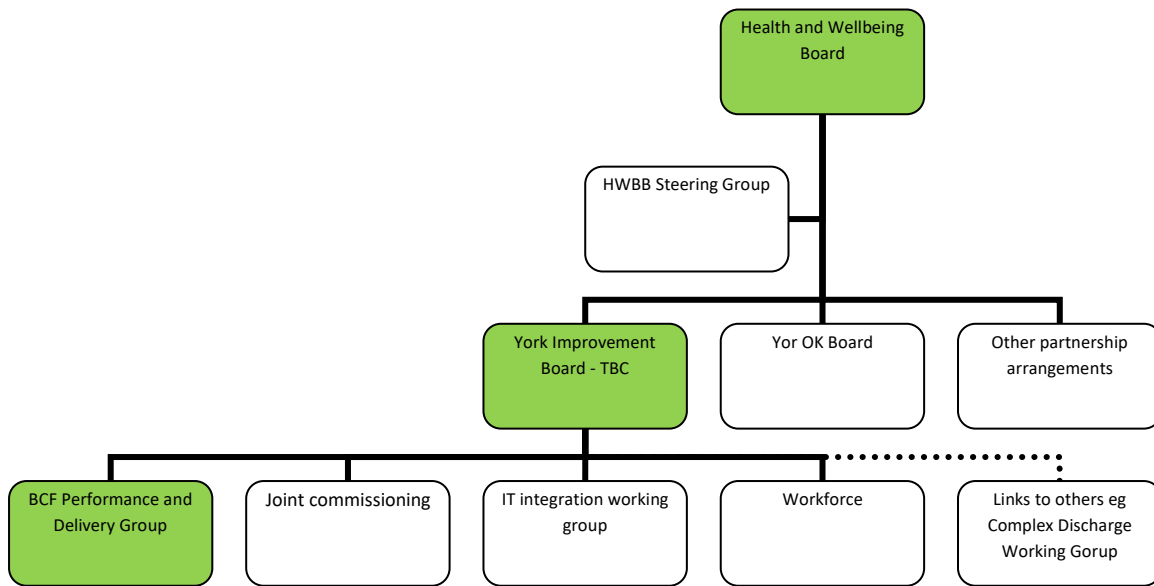 Health and Wellbeing
Board
HWBB Steering Group
York Improvement
Board - TBC
Yor OK Board
Other partnership
arrangements
BCF Performance and
Delivery Group
Joint commissioning
IT integration working
group
Workforce
Links to others eg
Complex Discharge
Working Gorup